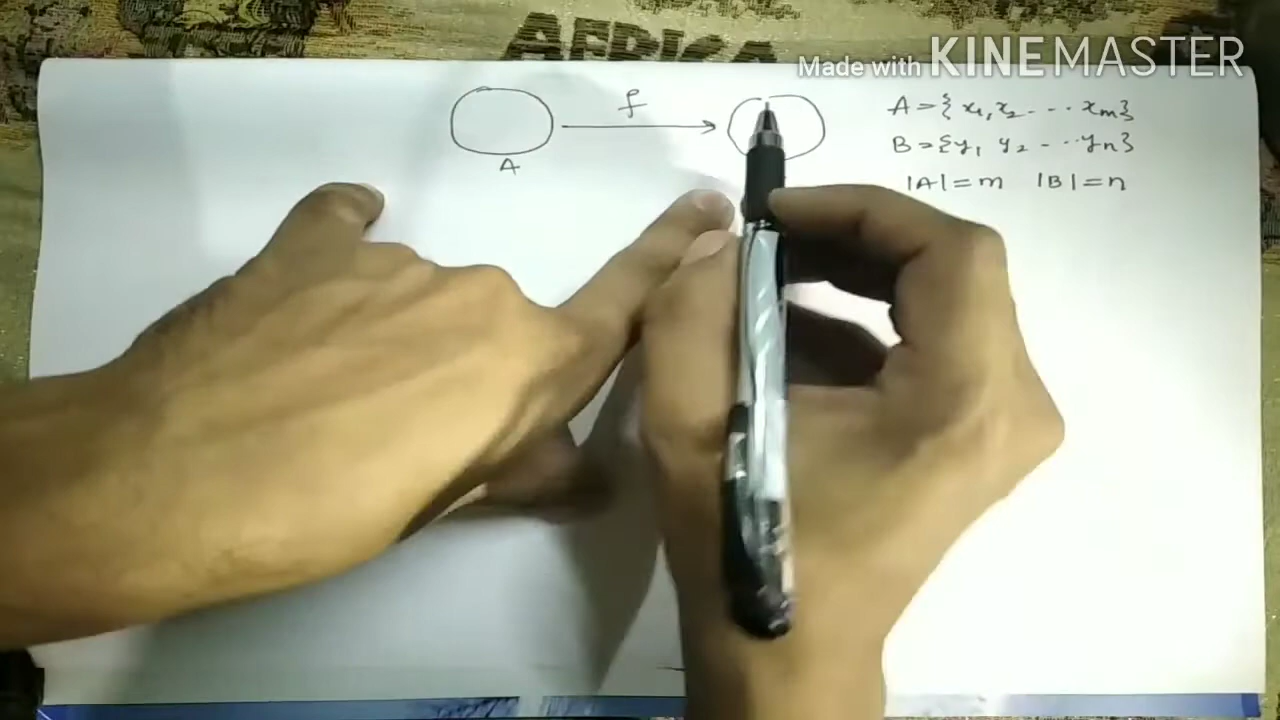 AFRICA
Made with KINEMASTER
f
A
A = { x₁, x₂ - - ... xₘ}
B = {y₁ y₂ - ... yₙ}
|A| = m |B| = n